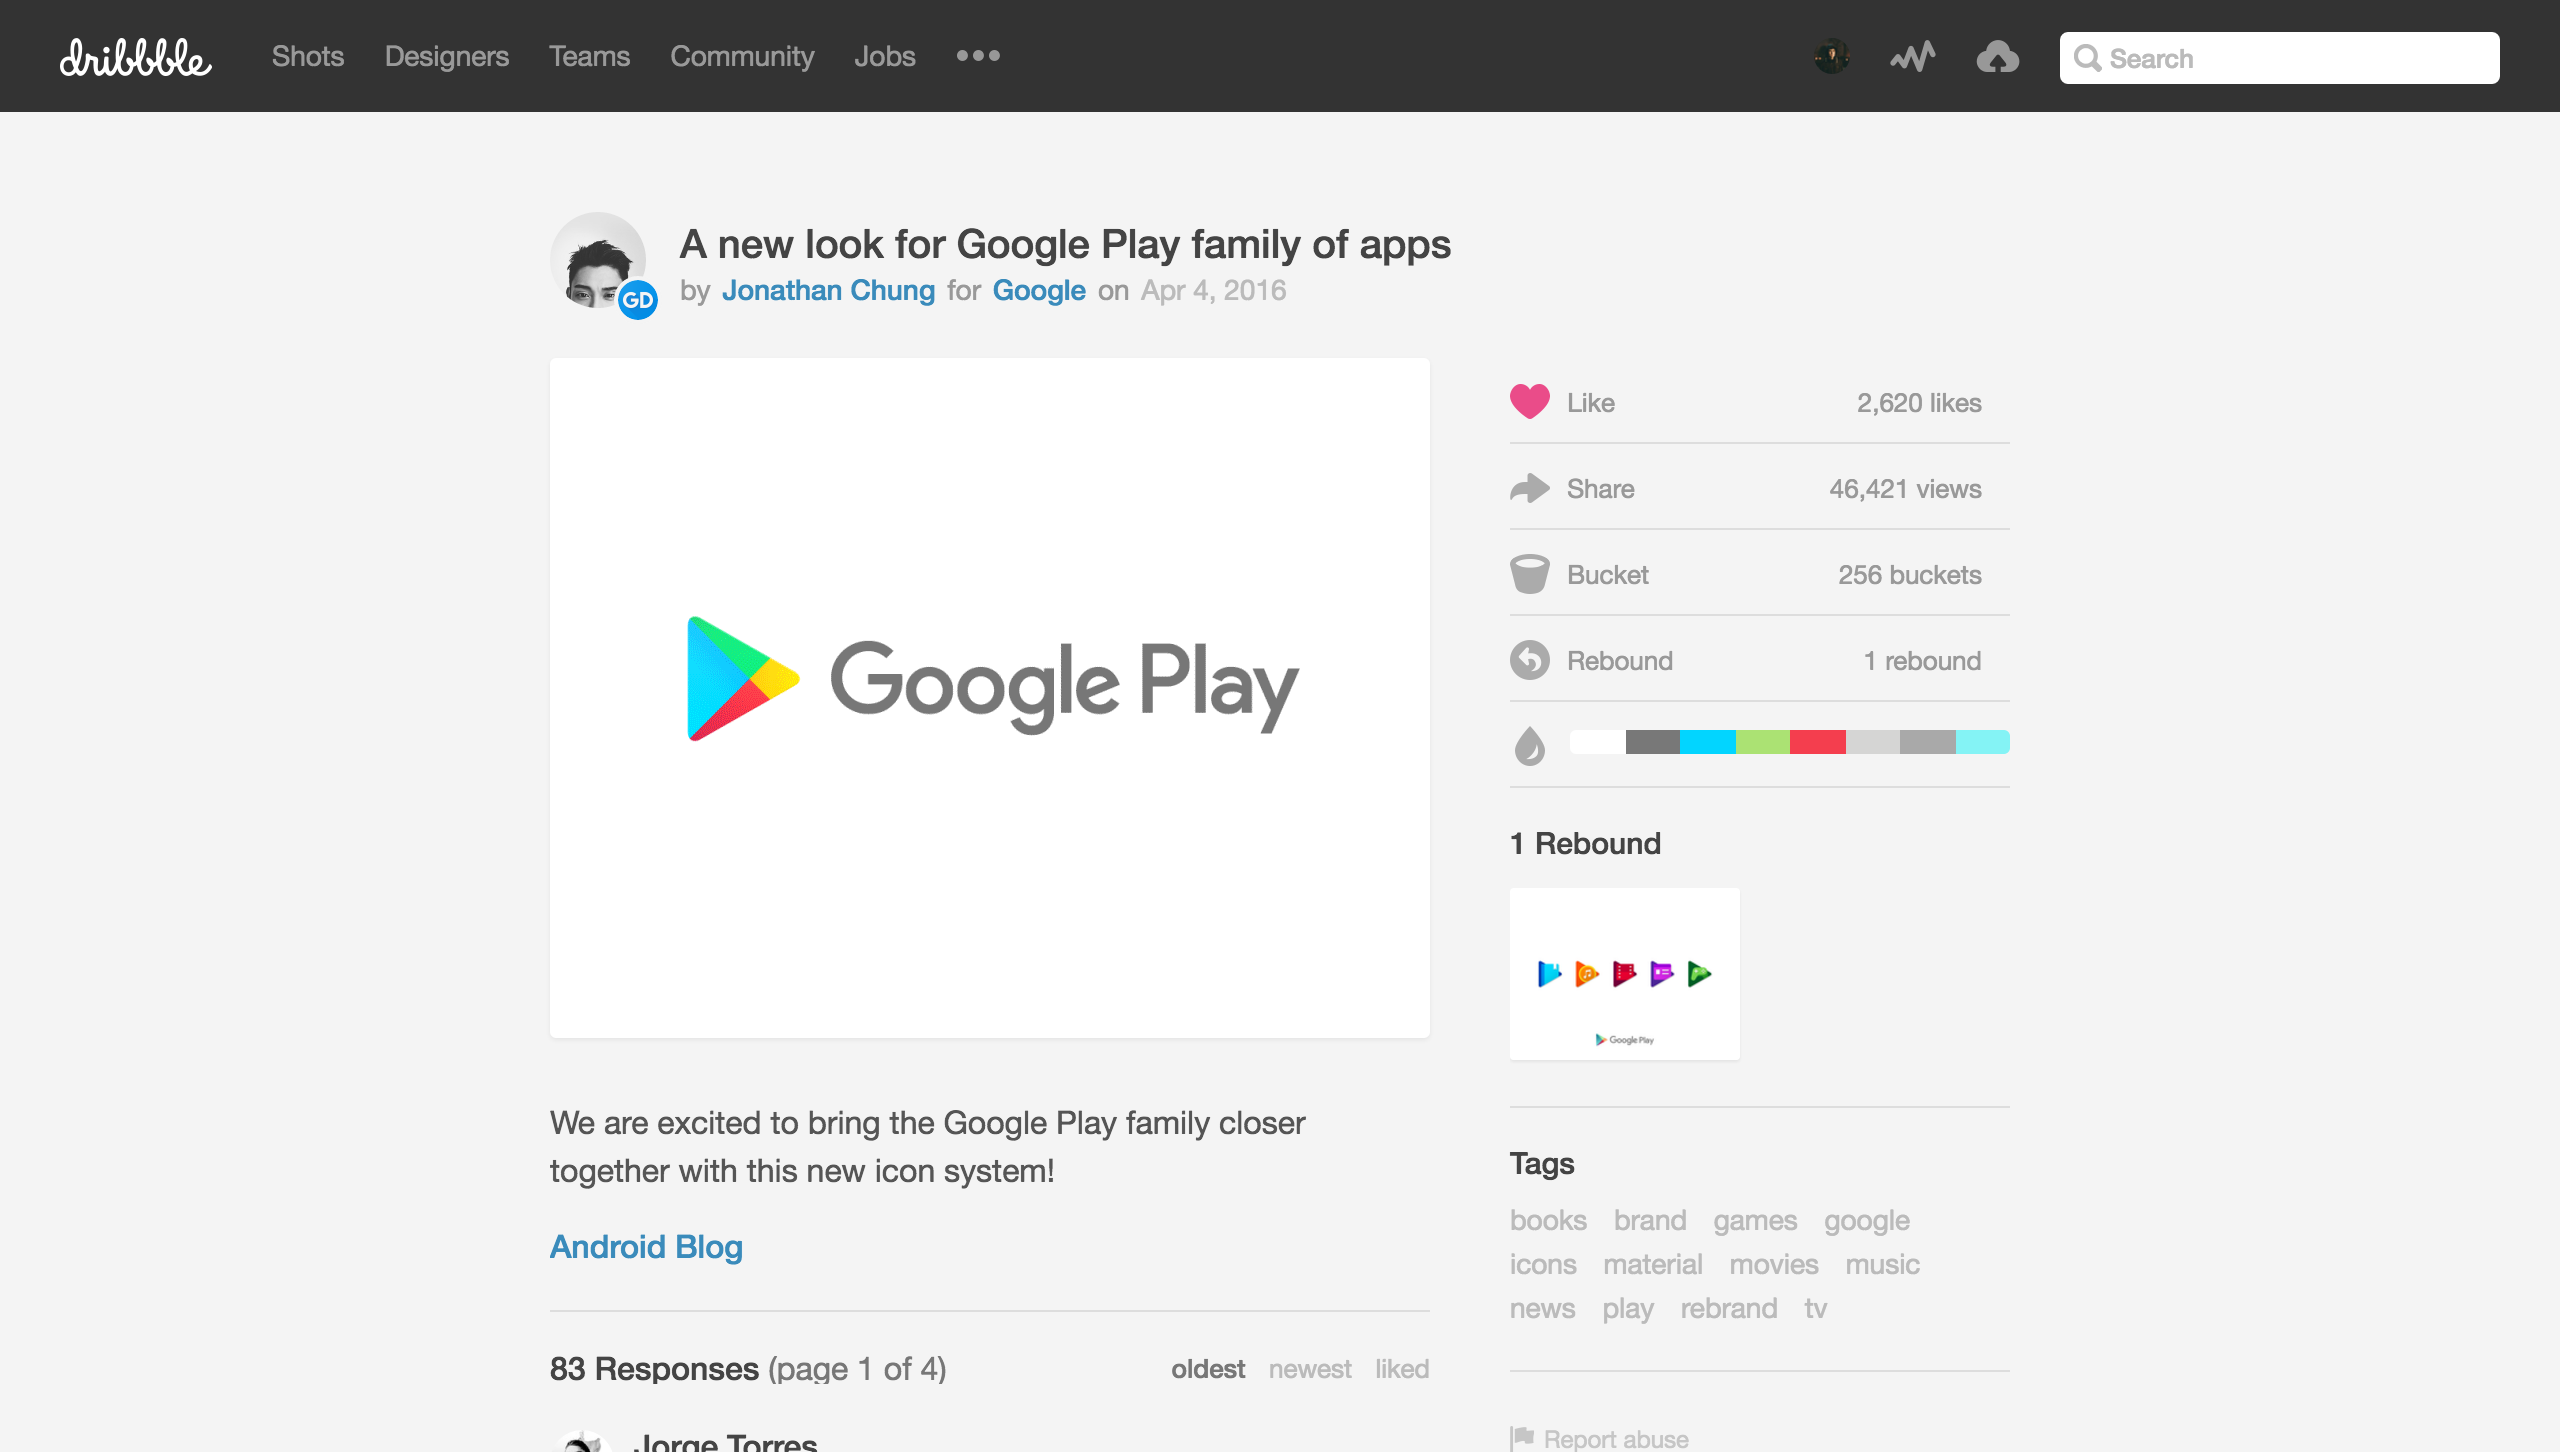 dribbble Shots Designers Teams Community Jobs Search
A new look for Google Play family of apps
by Jonathan Chung for Google on Apr 4, 2016
GD
Google Play
Like 2,620 likes
Share 46,421 views
Bucket 256 buckets
Rebound 1 rebound
1 Rebound
Google Play
We are excited to bring the Google Play family closer
together with this new icon system!
Android Blog
Tags
books brand games google
icons material movies music
news play rebrand tv
83 Responses (page 1 of 4) oldest newest liked
Jorge Torres
Report abuse